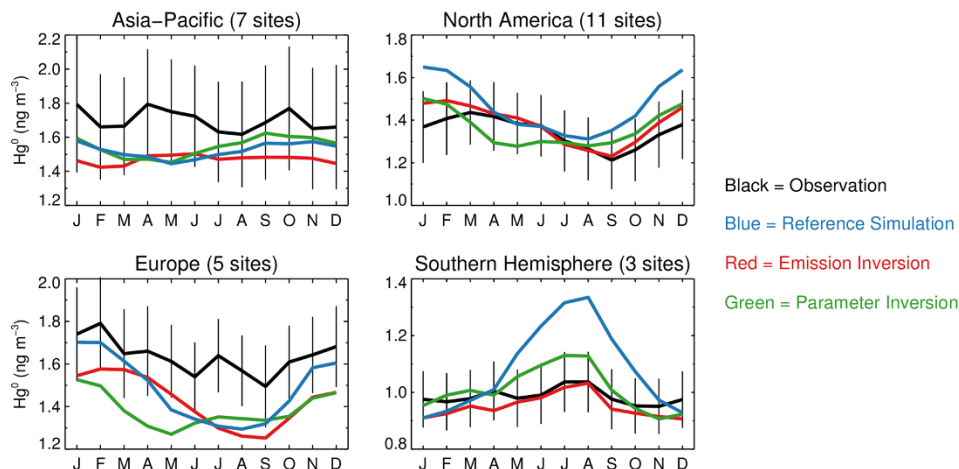 Asia−Pacific (7 sites)
2.2
2.0
1.8
1.6
1.4
1.2
Hg⁰ (ng m⁻³)
J F M A M J J A S O N D
North America (11 sites)
1.8
1.6
1.4
1.2
1.0
J F M A M J J A S O N D
Europe (5 sites)
2.0
1.8
1.6
1.4
1.2
Hg⁰ (ng m⁻³)
J F M A M J J A S O N D
Southern Hemisphere (3 sites)
1.4
1.2
1.0
0.8
J F M A M J J A S O N D
Black = Observation
Blue = Reference Simulation
Red = Emission Inversion
Green = Parameter Inversion